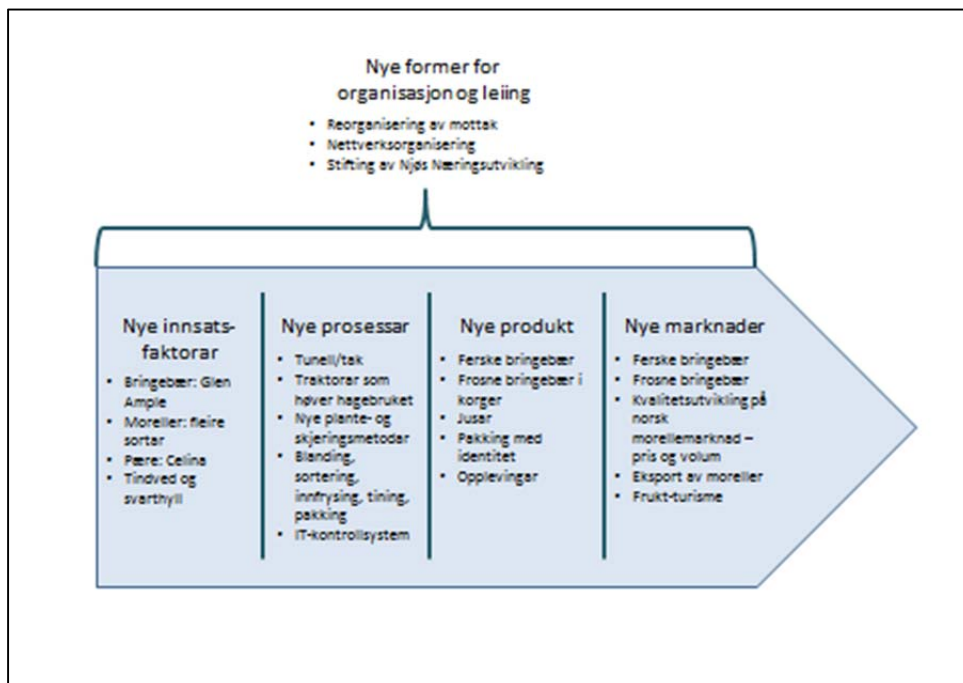 Nye former for
organisasjon og leiing
• Reorganisering av mottak
• Nettverksorganisering
• Stifting av Njøs Næringsutvikling
Nye innsats-
faktorar
• Bringebær: Glen
Ample
• Moreller: fleire
sortar
• Pære: Celina
• Tindved og
svarthyll
Nye prosessar
• Tunell/tak
• Traktorar som
høver hagebruket
• Nye plante- og
skjeringsmetodar
• Blanding,
sortering,
innfrysing, tining,
pakking
• IT-kontrollsystem
Nye produkt
• Ferske bringebær
• Frosne bringebær i
korger
• Jusar
• Pakking med
identitet
• Opplevingar
Nye marknader
• Ferske bringebær
• Frosne bringebær
• Kvalitetsutvikling på
norsk
morellemarknad –
pris og volum
• Eksport av moreller
• Frukt-turisme